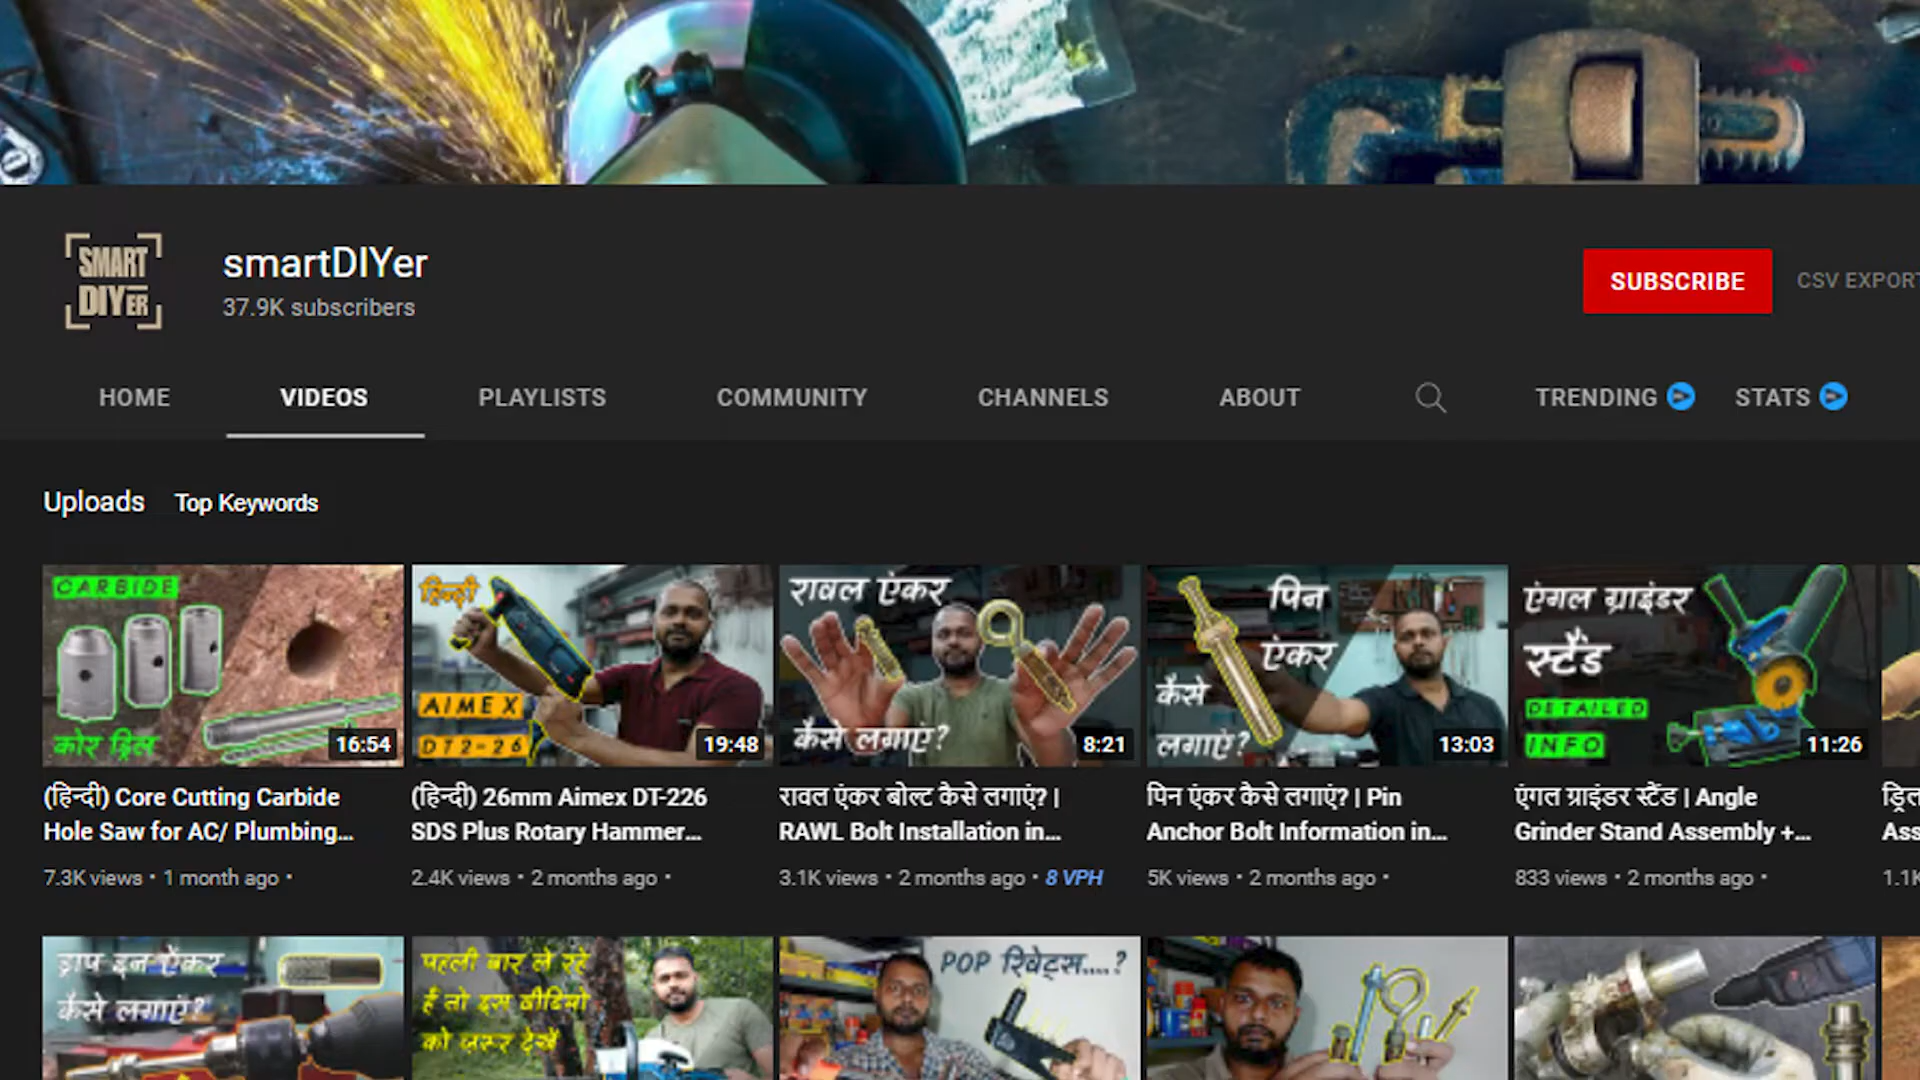 SMART
DIYER
smartDIYer
37.9K subscribers
SUBSCRIBE
CSV EXPORT
HOME
VIDEOS
PLAYLISTS
COMMUNITY
CHANNELS
ABOUT
TRENDING
STATS
Uploads
Top Keywords
CARBIDE
कोर ड्रिल
16:54
हिन्दी
AIMEX
DT2-26
19:48
रावल एंकर
कैसे लगाएं?
8:21
पिन
एंकर
कैसे
लगाएं?
13:03
एंगल ग्राइंडर
स्टैंड
DETAILED
INFO
11:26
(हिन्दी) Core Cutting Carbide
Hole Saw for AC/ Plumbing...
7.3K views • 1 month ago •
(हिन्दी) 26mm Aimex DT-226
SDS Plus Rotary Hammer...
2.4K views • 2 months ago •
रावल एंकर बोल्ट कैसे लगाएं? |
RAWL Bolt Installation in...
3.1K views • 2 months ago • 8 VPH
पिन एंकर कैसे लगाएं? | Pin
Anchor Bolt Information in...
5K views • 2 months ago •
एंगल ग्राइंडर स्टैंड | Angle
Grinder Stand Assembly +...
833 views • 2 months ago •
ड्रिल
Ass
1.1K
ड्राप इन ऐंकर
कैसे लगाएं?
पहली बार ले रहे
हैं तो इस वीडियो
को जरूर देखें
POP रिवेट्स....?